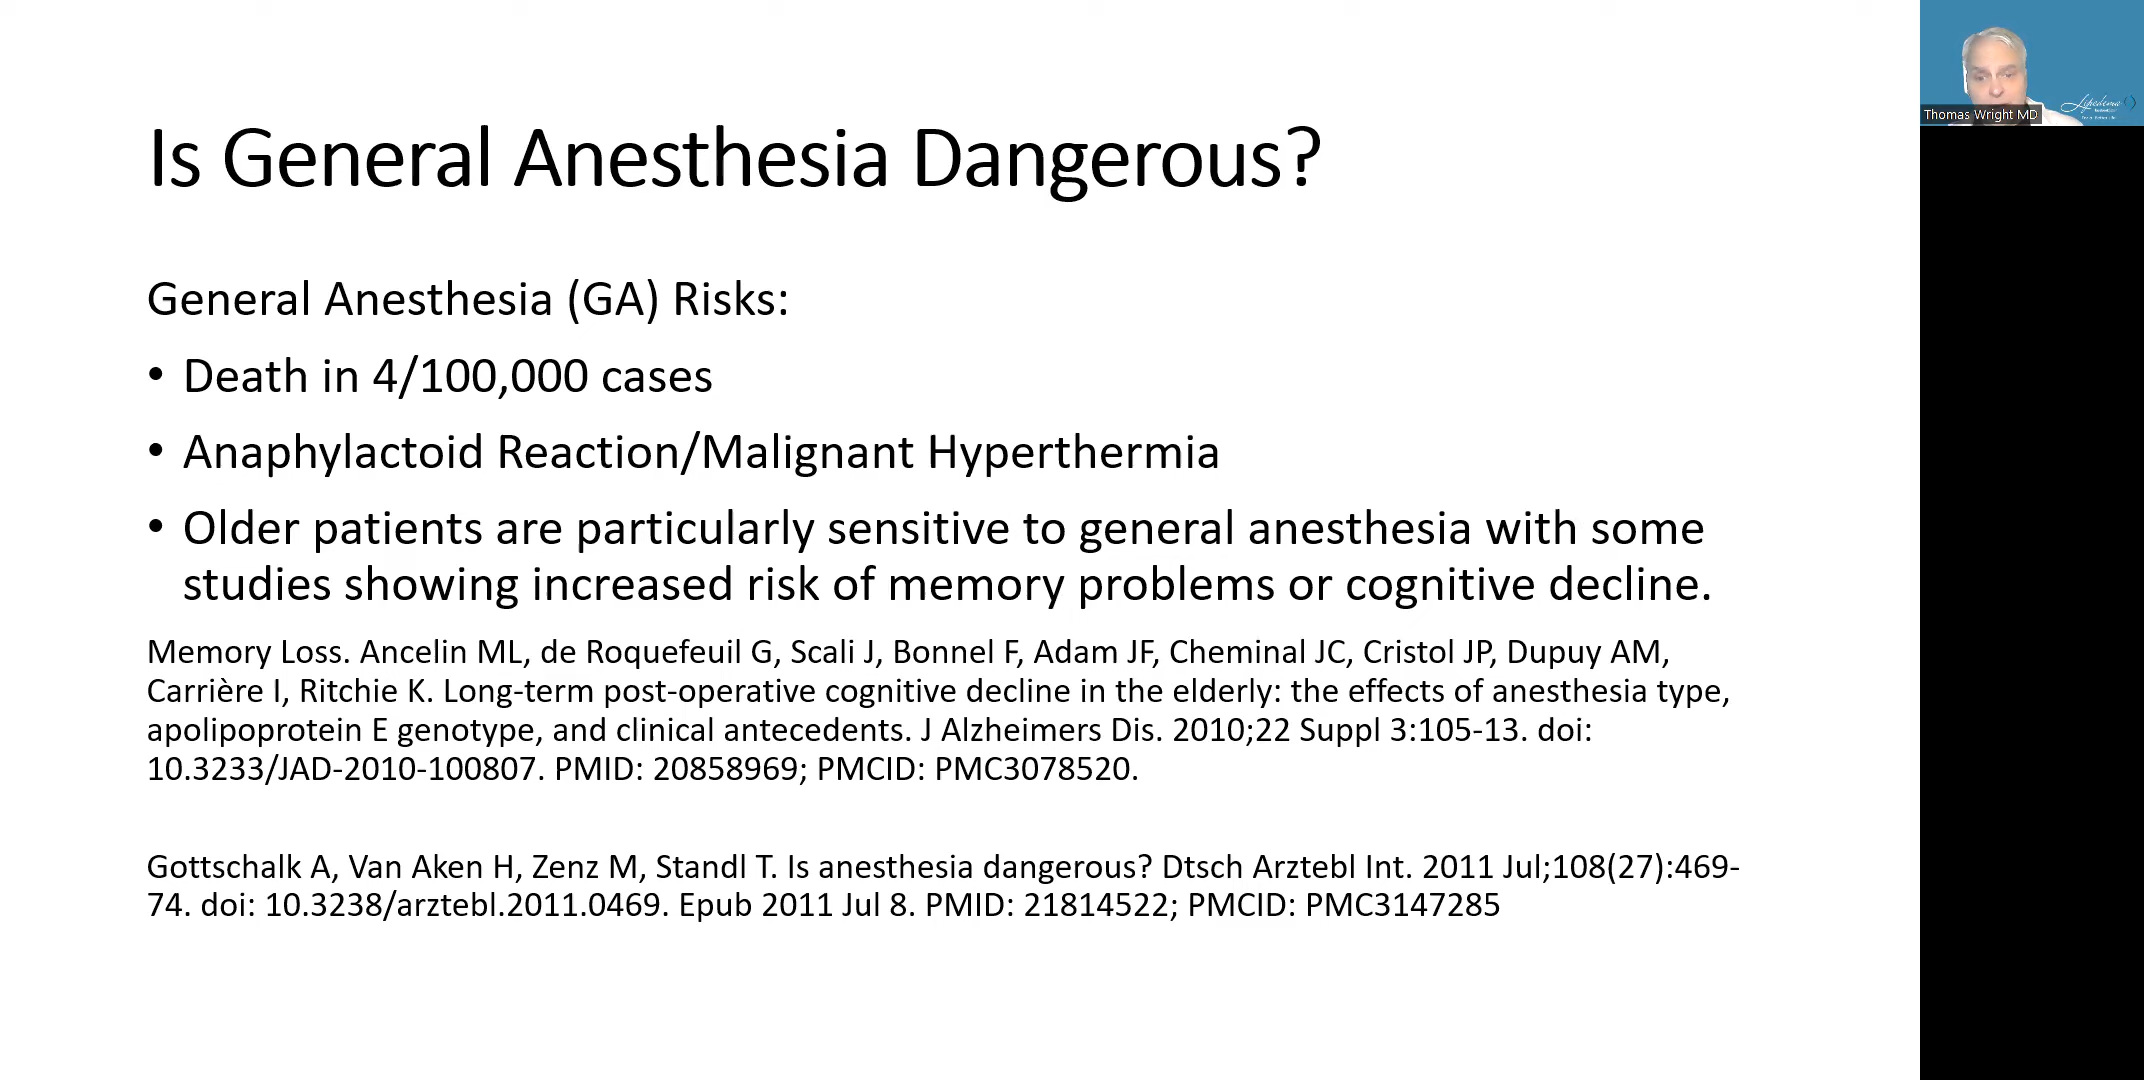 Is General Anesthesia Dangerous?
General Anesthesia (GA) Risks:
• Death in 4/100,000 cases
• Anaphylactoid Reaction/Malignant Hyperthermia
• Older patients are particularly sensitive to general anesthesia with some
studies showing increased risk of memory problems or cognitive decline.
Memory Loss. Ancelin ML, de Roquefeuil G, Scali J, Bonnel F, Adam JF, Cheminal JC, Cristol JP, Dupuy AM,
Carrière I, Ritchie K. Long-term post-operative cognitive decline in the elderly: the effects of anesthesia type,
apolipoprotein E genotype, and clinical antecedents. J Alzheimers Dis. 2010;22 Suppl 3:105-13. doi:
10.3233/JAD-2010-100807. PMID: 20858969; PMCID: PMC3078520.
Gottschalk A, Van Aken H, Zenz M, Standl T. Is anesthesia dangerous? Dtsch Arztebl Int. 2011 Jul;108(27):469-
74. doi: 10.3238/arztebl.2011.0469. Epub 2011 Jul 8. PMID: 21814522; PMCID: PMC3147285
Lipedema
Thomas Wright MD